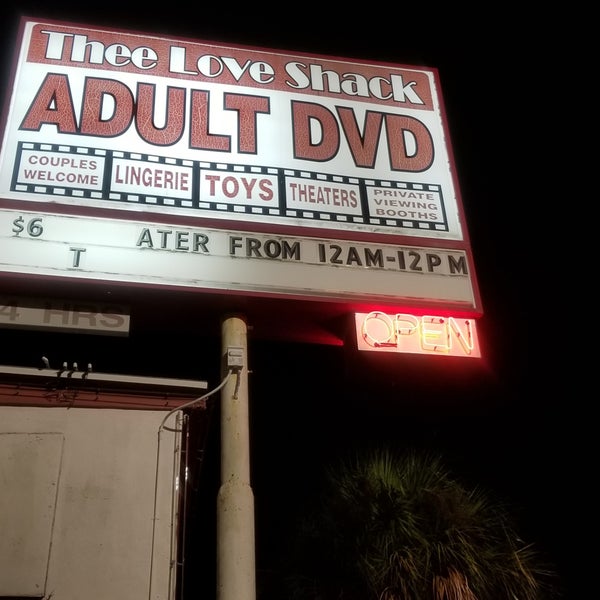 Thee Love Shack
ADULT DVD
COUPLES WELCOME
LINGERIE
TOYS
THEATERS
PRIVATE VIEWING BOOTHS
$6 ATER FROM 12AM-12PM
T
4 HRS
OPEN